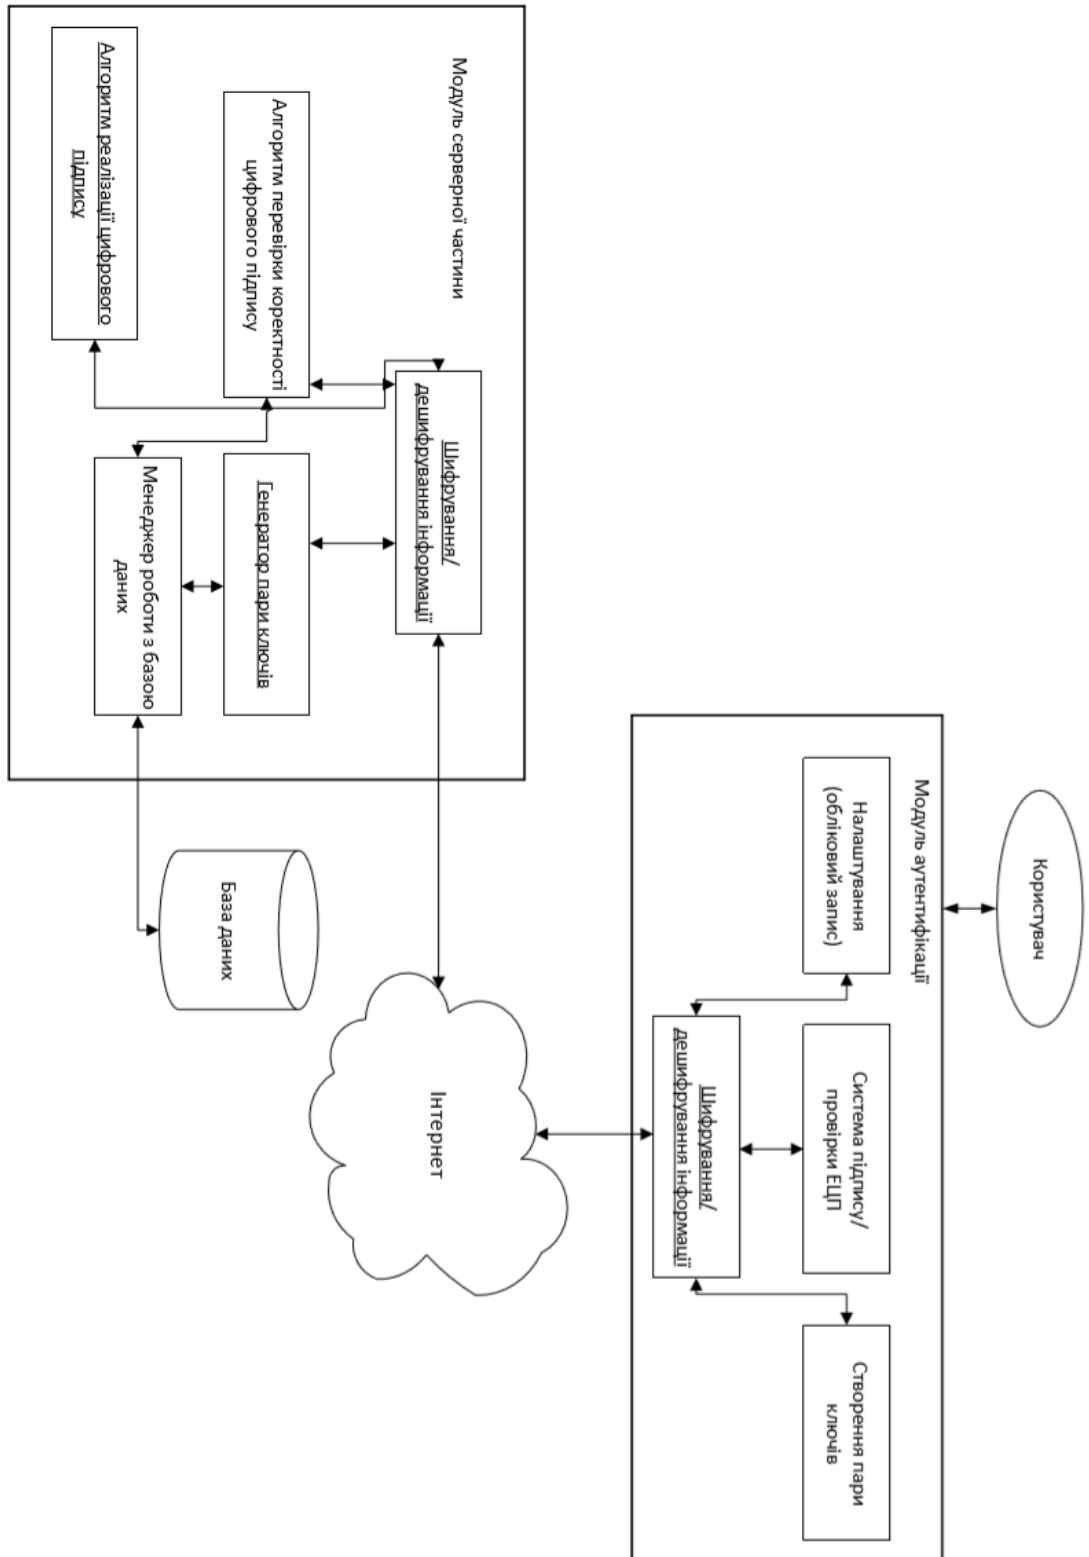 Користувач
Модуль аутентифікації
Налаштування
(обліковий запис)
Система підпису/
провірки ЕЦП
Створення пари
ключів
Шифрування/
дешифрування інформації
Інтернет
Модуль серверної частини
Шифрування/
дешифрування інформації
Алгоритм перевірки коректності
цифрового підпису
Генератор пари ключів
Алгоритм реалізації цифрового
підпису
Менеджер роботи з базою
даних
База даних